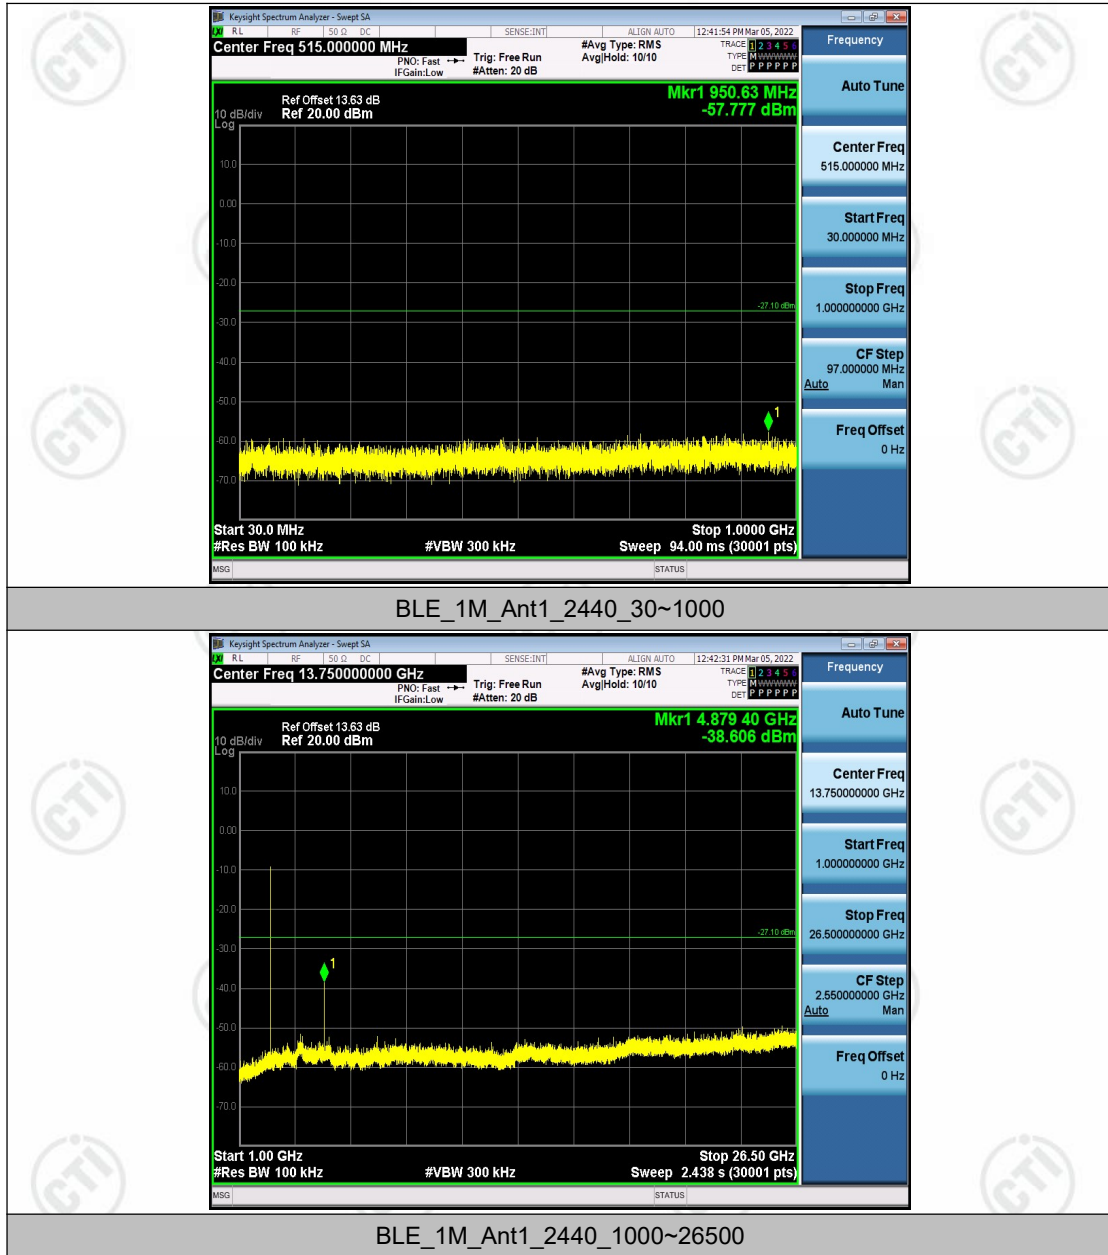 Keysight Spectrum Analyzer - Swept SA
RL RF 50 Ω DC SENSE:INT ALIGN AUTO 12:41:54 PM Mar 05, 2022
Center Freq 515.000000 MHz #Avg Type: RMS TRACE 1 2 3 4 5 6
PNO: Fast Trig: Free Run Avg|Hold: 10/10 TYPE M W W W W W
IFGain:Low #Atten: 20 dB DET P P P P P P
Mkr1 950.63 MHz
-57.777 dBm
Ref Offset 13.63 dB
10 dB/div Ref 20.00 dBm
Log
10.0
0.00
-10.0
-20.0
-27.10 dBm
-30.0
-40.0
-50.0
1
-60.0
-70.0
Start 30.0 MHz Stop 1.0000 GHz
#Res BW 100 kHz #VBW 300 kHz Sweep 94.00 ms (30001 pts)
MSG STATUS
Frequency
Auto Tune
Center Freq
515.000000 MHz
Start Freq
30.000000 MHz
Stop Freq
1.000000000 GHz
CF Step
97.000000 MHz
Auto Man
Freq Offset
0 Hz
BLE_1M_Ant1_2440_30~1000
Keysight Spectrum Analyzer - Swept SA
RL RF 50 Ω DC SENSE:INT ALIGN AUTO 12:42:31 PM Mar 05, 2022
Center Freq 13.750000000 GHz #Avg Type: RMS TRACE 1 2 3 4 5 6
PNO: Fast Trig: Free Run Avg|Hold: 10/10 TYPE M W W W W W
IFGain:Low #Atten: 20 dB DET P P P P P P
Mkr1 4.879 40 GHz
-38.606 dBm
Ref Offset 13.63 dB
10 dB/div Ref 20.00 dBm
Log
10.0
0.00
-10.0
-20.0
-27.10 dBm
-30.0
1
-40.0
-50.0
-60.0
-70.0
Start 1.00 GHz Stop 26.50 GHz
#Res BW 100 kHz #VBW 300 kHz Sweep 2.438 s (30001 pts)
MSG STATUS
Frequency
Auto Tune
Center Freq
13.750000000 GHz
Start Freq
1.000000000 GHz
Stop Freq
26.500000000 GHz
CF Step
2.550000000 GHz
Auto Man
Freq Offset
0 Hz
BLE_1M_Ant1_2440_1000~26500
CTI
CTI
CTI
CTI
CTI
CTI
CTI
CTI